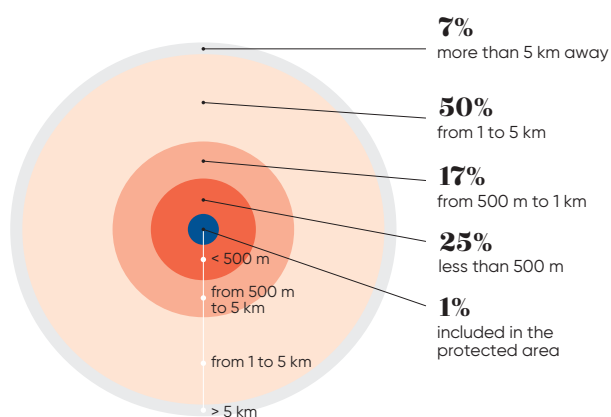 7%
more than 5 km away
50%
from 1 to 5 km
17%
from 500 m to 1 km
25%
less than 500 m
1%
included in the
protected area
< 500 m
from 500 m
to 5 km
from 1 to 5 km
> 5 km